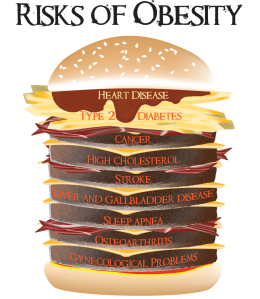 Risks of Obesity
Heart Disease
Type 2 Diabetes
Cancer
High Cholesterol
Stroke
Liver and Gallbladder Disease
Sleep apnea
Osteoarthritis
Gynecological Problems